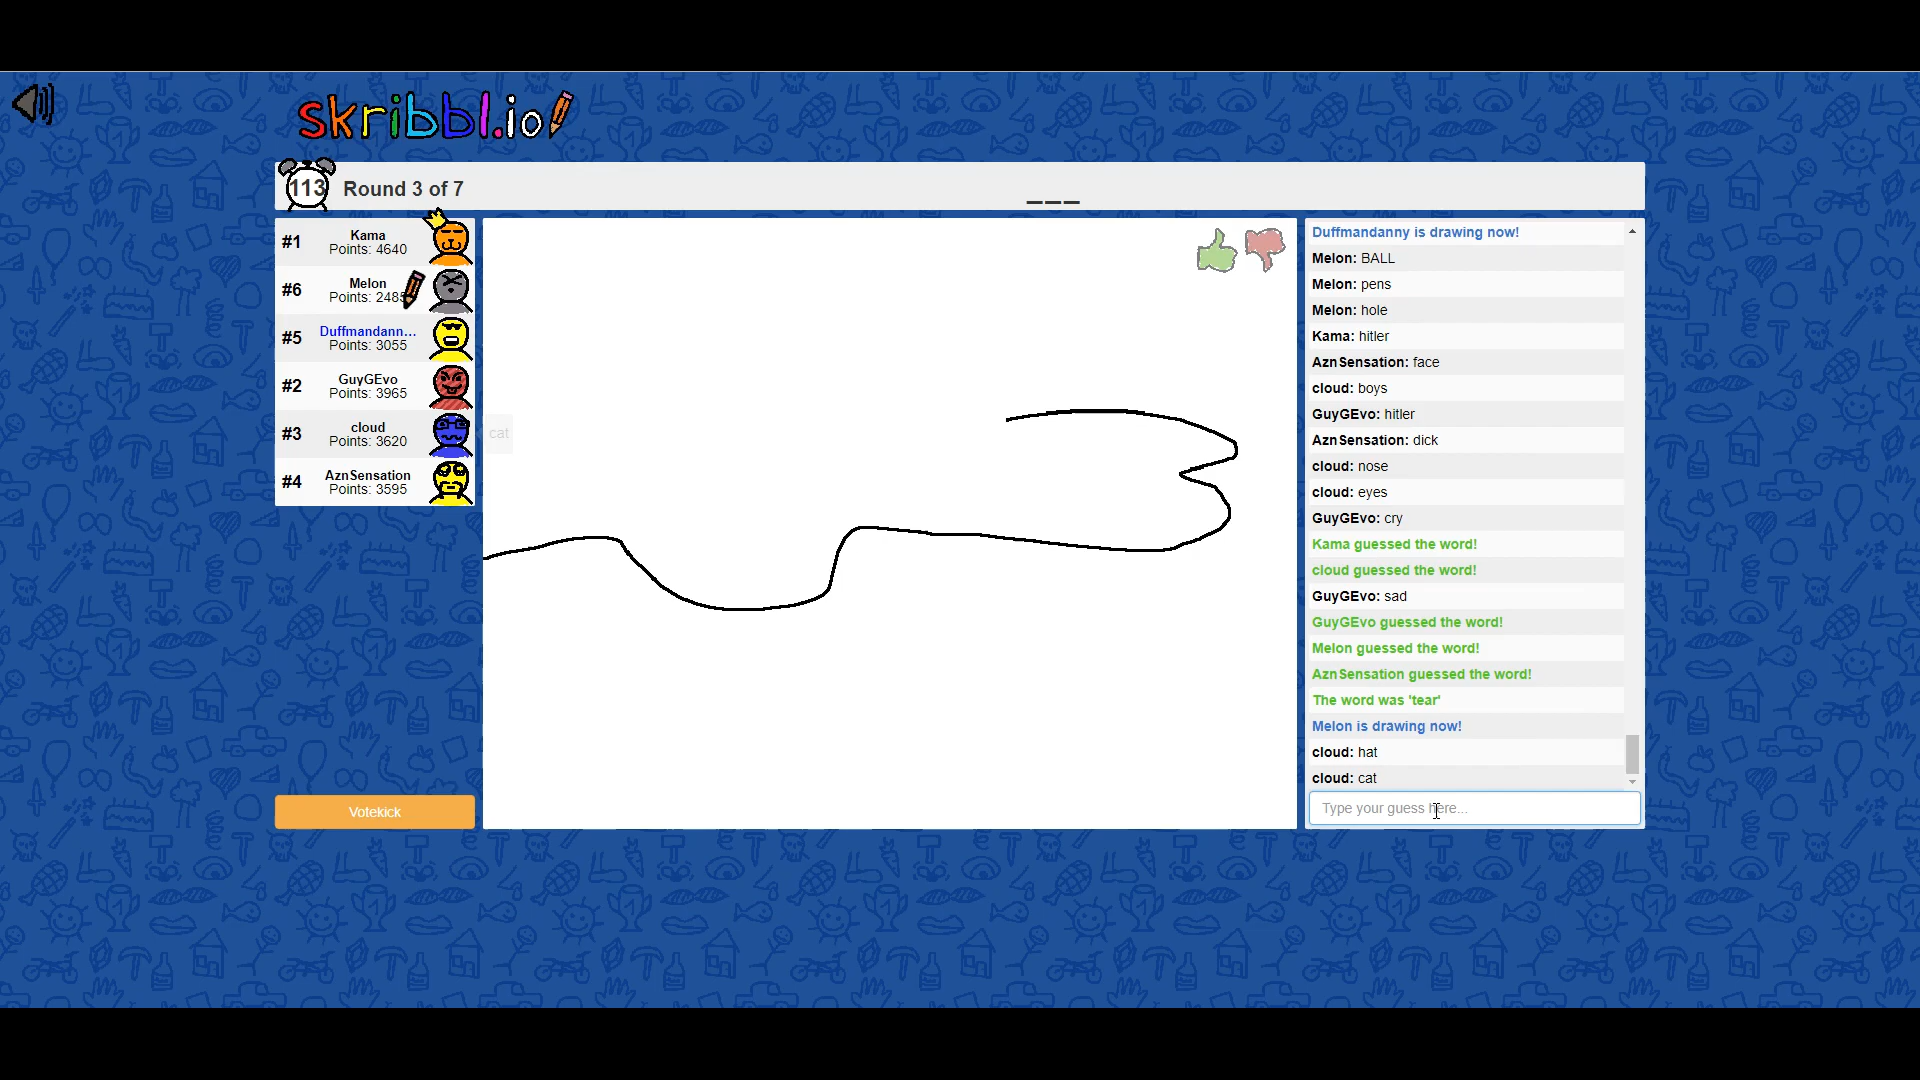 skribbl.io
113
Round 3 of 7
___
#1
Kama
Points: 4640
#6
Melon
Points: 2485
#5
Duffmandann...
Points: 3055
#2
GuyGEvo
Points: 3965
#3
cloud
Points: 3620
#4
AznSensation
Points: 3595
Votekick
cat
Duffmandanny is drawing now!
Melon: BALL
Melon: pens
Melon: hole
Kama: hitler
AznSensation: face
cloud: boys
GuyGEvo: hitler
AznSensation: dick
cloud: nose
cloud: eyes
GuyGEvo: cry
Kama guessed the word!
cloud guessed the word!
GuyGEvo: sad
GuyGEvo guessed the word!
Melon guessed the word!
AznSensation guessed the word!
The word was 'tear'
Melon is drawing now!
cloud: hat
cloud: cat
Type your guess here...